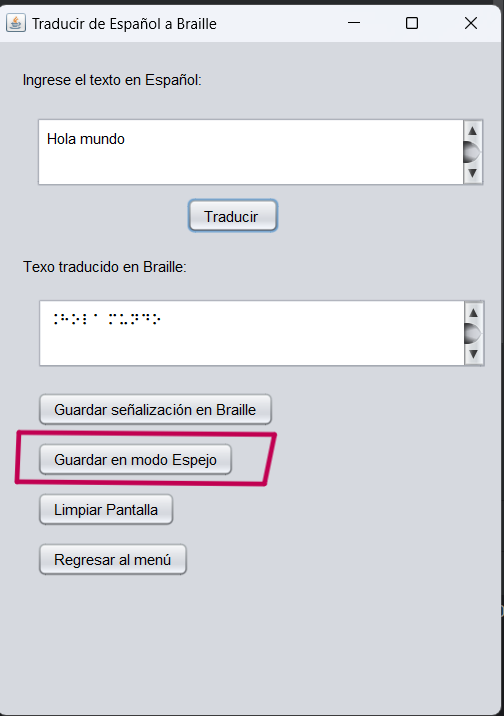 Traducir de Español a Braille
Ingrese el texto en Español:
Hola mundo
Traducir
Texo traducido en Braille:
⠨⠓⠕⠇⠁ ⠍⠥⠝⠙⠕
Guardar señalización en Braille
Guardar en modo Espejo
Limpiar Pantalla
Regresar al menú